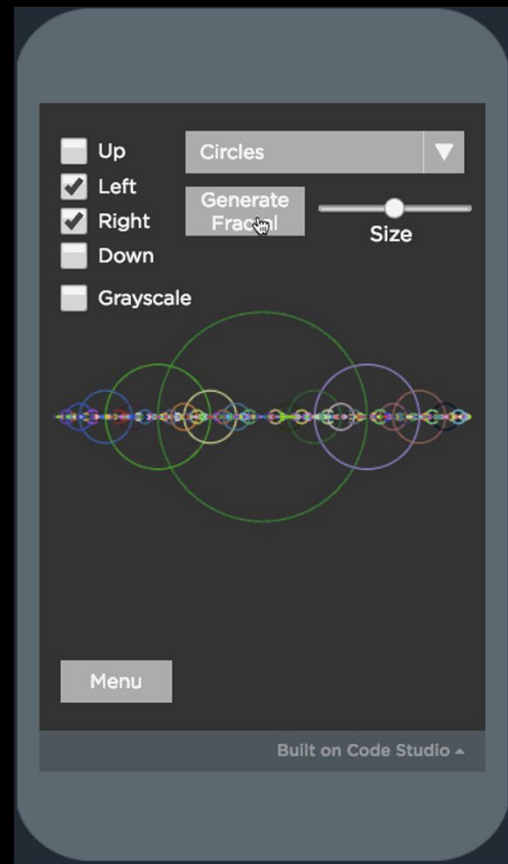 Up
Circles
Left
Generate
Fractal
Right
Size
Down
Grayscale
Menu
Built on Code Studio